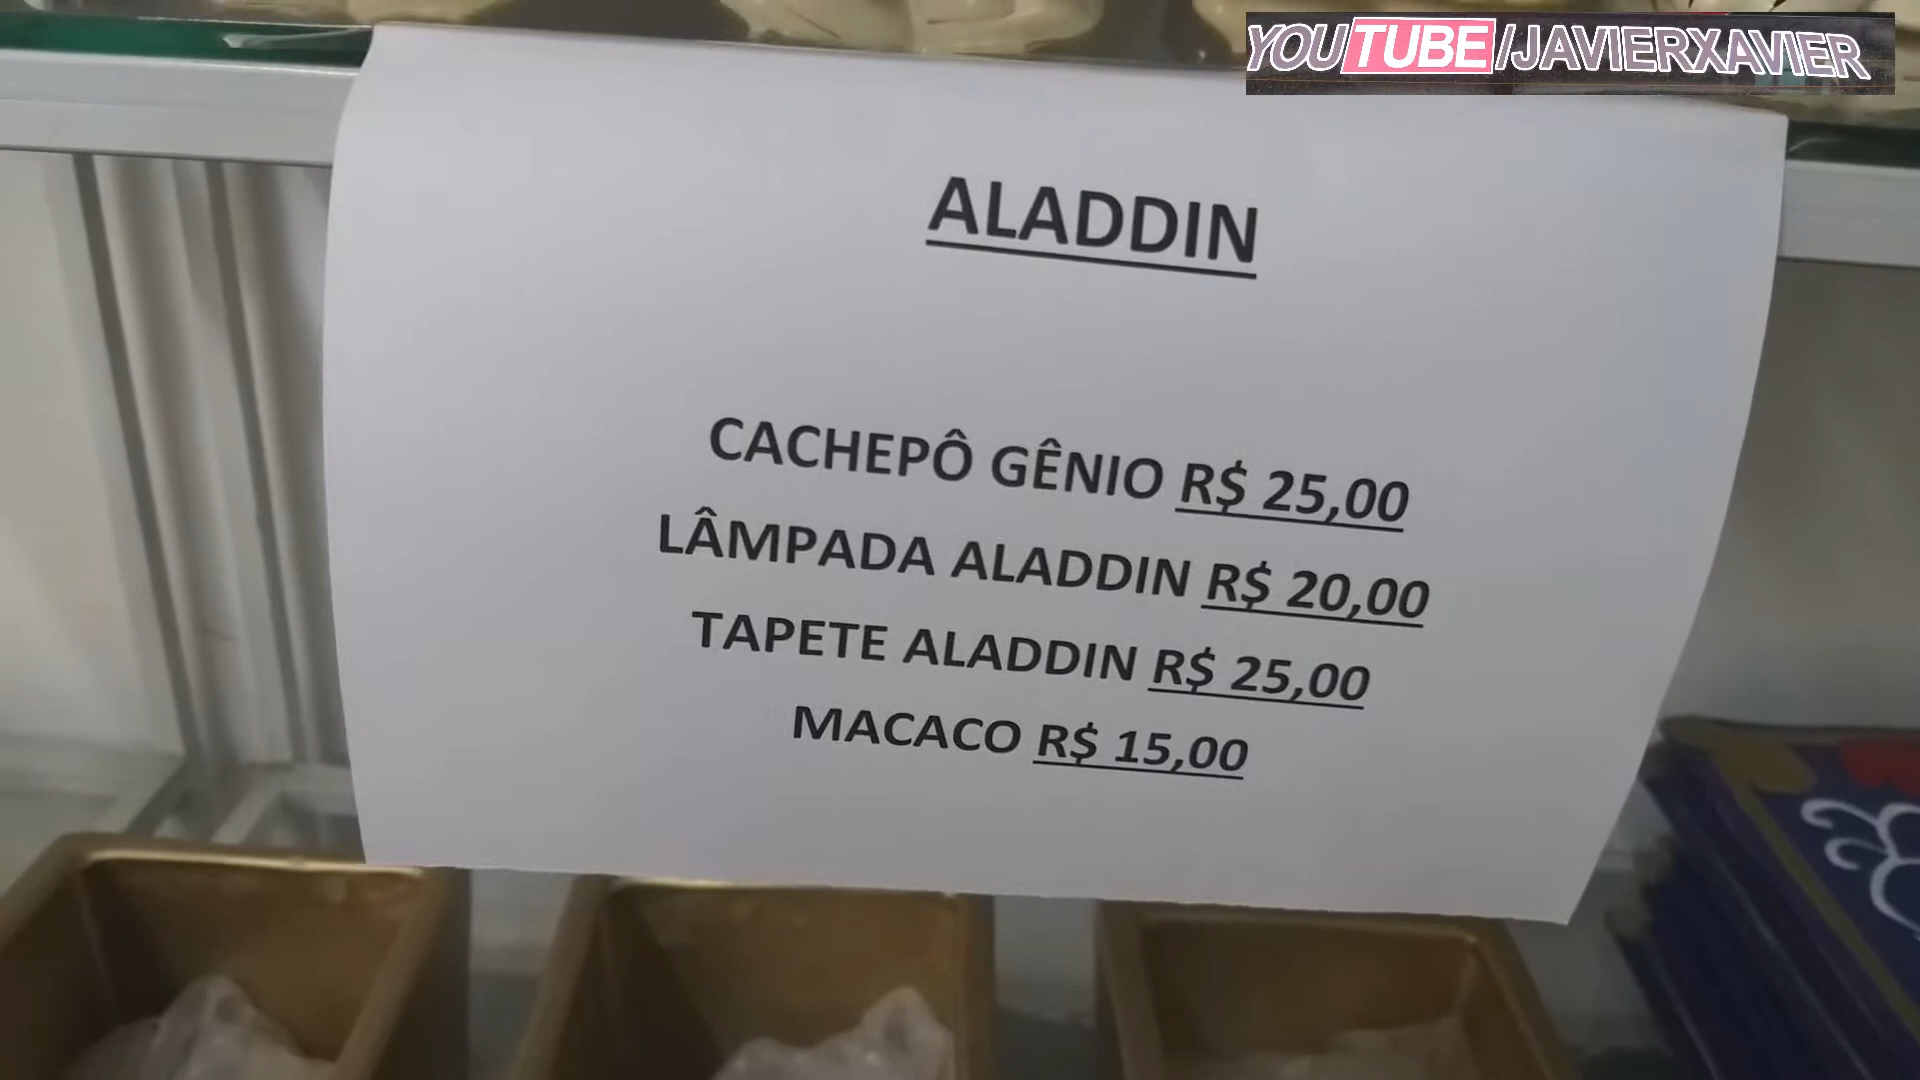 YOUTUBE/JAVIERXAVIER
ALADDIN
CACHEPÔ GÊNIO R$ 25,00
LÂMPADA ALADDIN R$ 20,00
TAPETE ALADDIN R$ 25,00
MACACO R$ 15,00